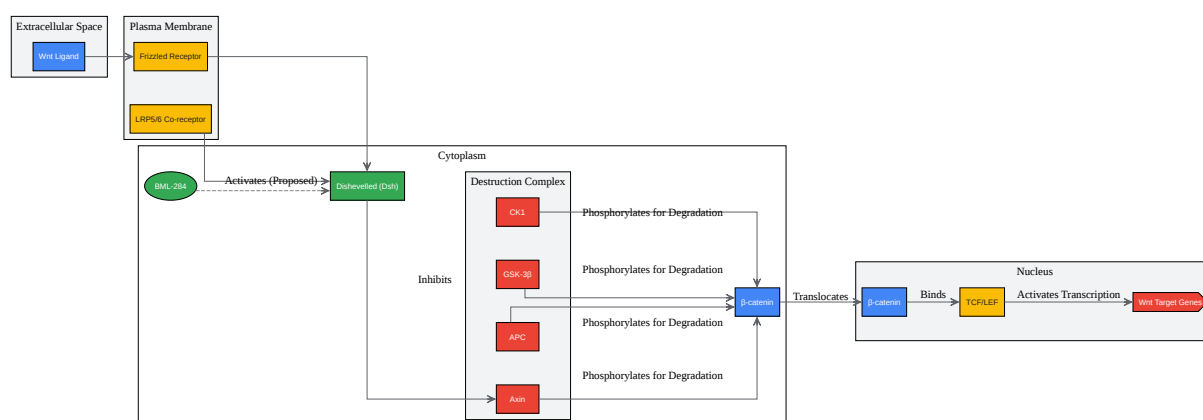 Extracellular Space
Plasma Membrane
Wnt Ligand
Frizzled Receptor
LRP5/6 Co-receptor
Cytoplasm
BML-284
Activates (Proposed)
Dishevelled (Dsh)
Destruction Complex
CK1
Phosphorylates for Degradation
GSK-3β
Phosphorylates for Degradation
Inhibits
APC
Phosphorylates for Degradation
Axin
Phosphorylates for Degradation
β-catenin
Translocates
Nucleus
β-catenin
Binds
TCF/LEF
Activates Transcription
Wnt Target Genes